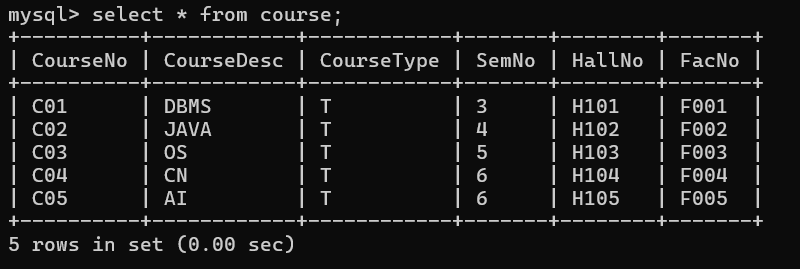 mysql> select * from course;
+----------+------------+------------+-------+--------+-------+
| CourseNo | CourseDesc | CourseType | SemNo | HallNo | FacNo |
+----------+------------+------------+-------+--------+-------+
| C01      | DBMS       | T          | 3     | H101   | F001  |
| C02      | JAVA       | T          | 4     | H102   | F002  |
| C03      | OS         | T          | 5     | H103   | F003  |
| C04      | CN         | T          | 6     | H104   | F004  |
| C05      | AI         | T          | 6     | H105   | F005  |
+----------+------------+------------+-------+--------+-------+
5 rows in set (0.00 sec)